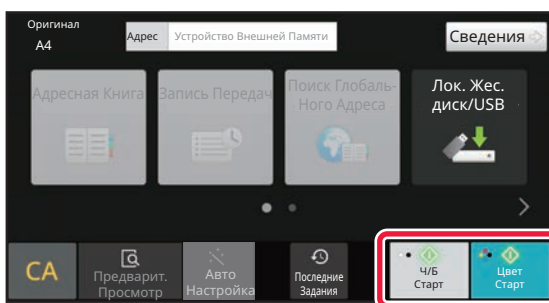 Оригинал
A4
Адрес
Устройство Внешней Памяти
Сведения
Адресная Книга
Запись Передач
Поиск Глобаль-
Ного Адреса
Лок. Жес.
диск/USB
CA
Предварит.
Просмотр
Авто
Настройка
Последние
Задания
Ч/Б
Старт
Цвет
Старт